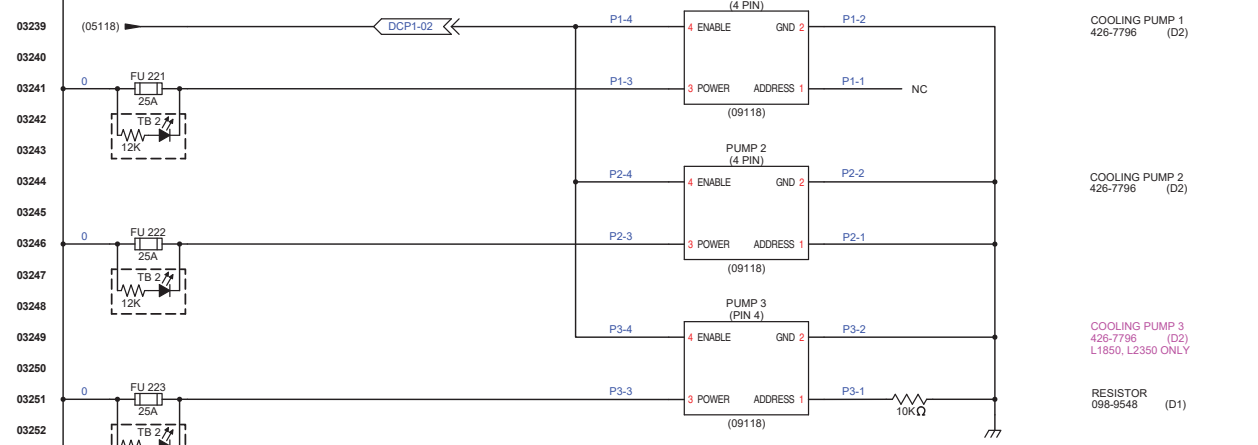 (4 PIN)
03239 (05118) DCP1-02 P1-4 4 ENABLE GND 2 P1-2 COOLING PUMP 1
426-7796 (D2)
03240
FU 221
03241 0 P1-3 3 POWER ADDRESS 1 P1-1 NC
25A
(09118)
03242 TB 2
12K
03243
PUMP 2
(4 PIN)
03244 P2-4 4 ENABLE GND 2 P2-2 COOLING PUMP 2
426-7796 (D2)
03245
FU 222
03246 0 P2-3 3 POWER ADDRESS 1 P2-1
25A
(09118)
03247 TB 2
12K
03248
PUMP 3
(PIN 4)
03249 P3-4 4 ENABLE GND 2 P3-2 COOLING PUMP 3
426-7796 (D2)
L1850, L2350 ONLY
03250
FU 223
03251 0 P3-3 3 POWER ADDRESS 1 P3-1 RESISTOR
25A 10KΩ 098-9548 (D1)
(09118)
03252 TB 2